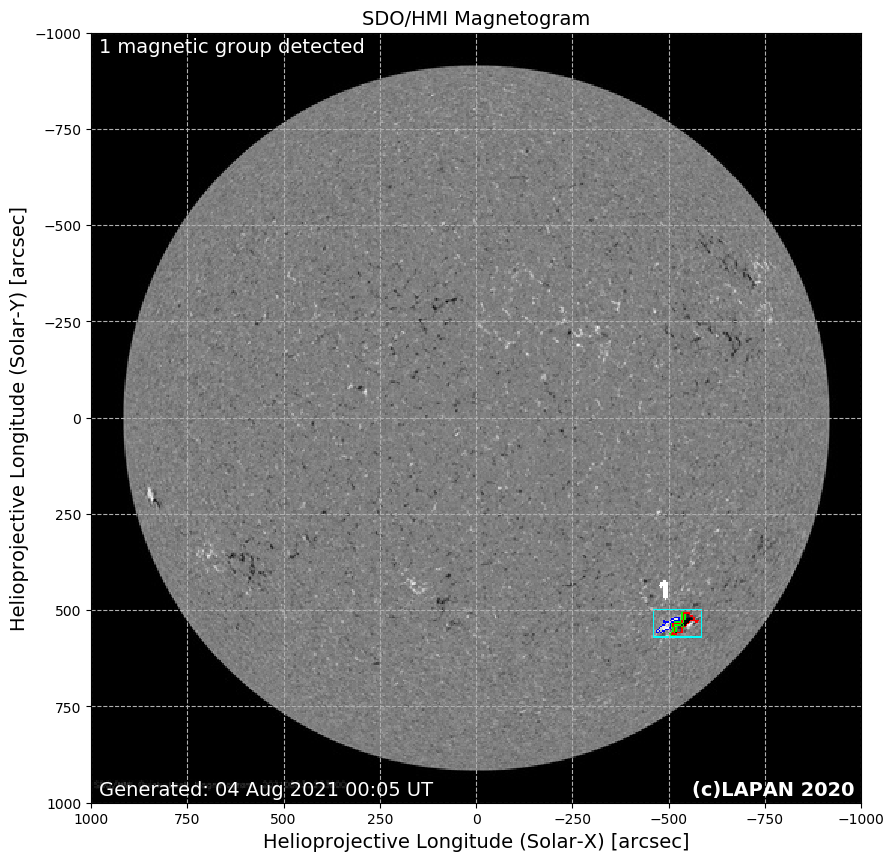 SDO/HMI Magnetogram
1 magnetic group detected
−1000
−750
−500
−250
0
250
500
750
1000
Helioprojective Longitude (Solar-Y) [arcsec]
1
Generated: 04 Aug 2021 00:05 UT
(c)LAPAN 2020
1000 750 500 250 0 −250 −500 −750 −1000
Helioprojective Longitude (Solar-X) [arcsec]